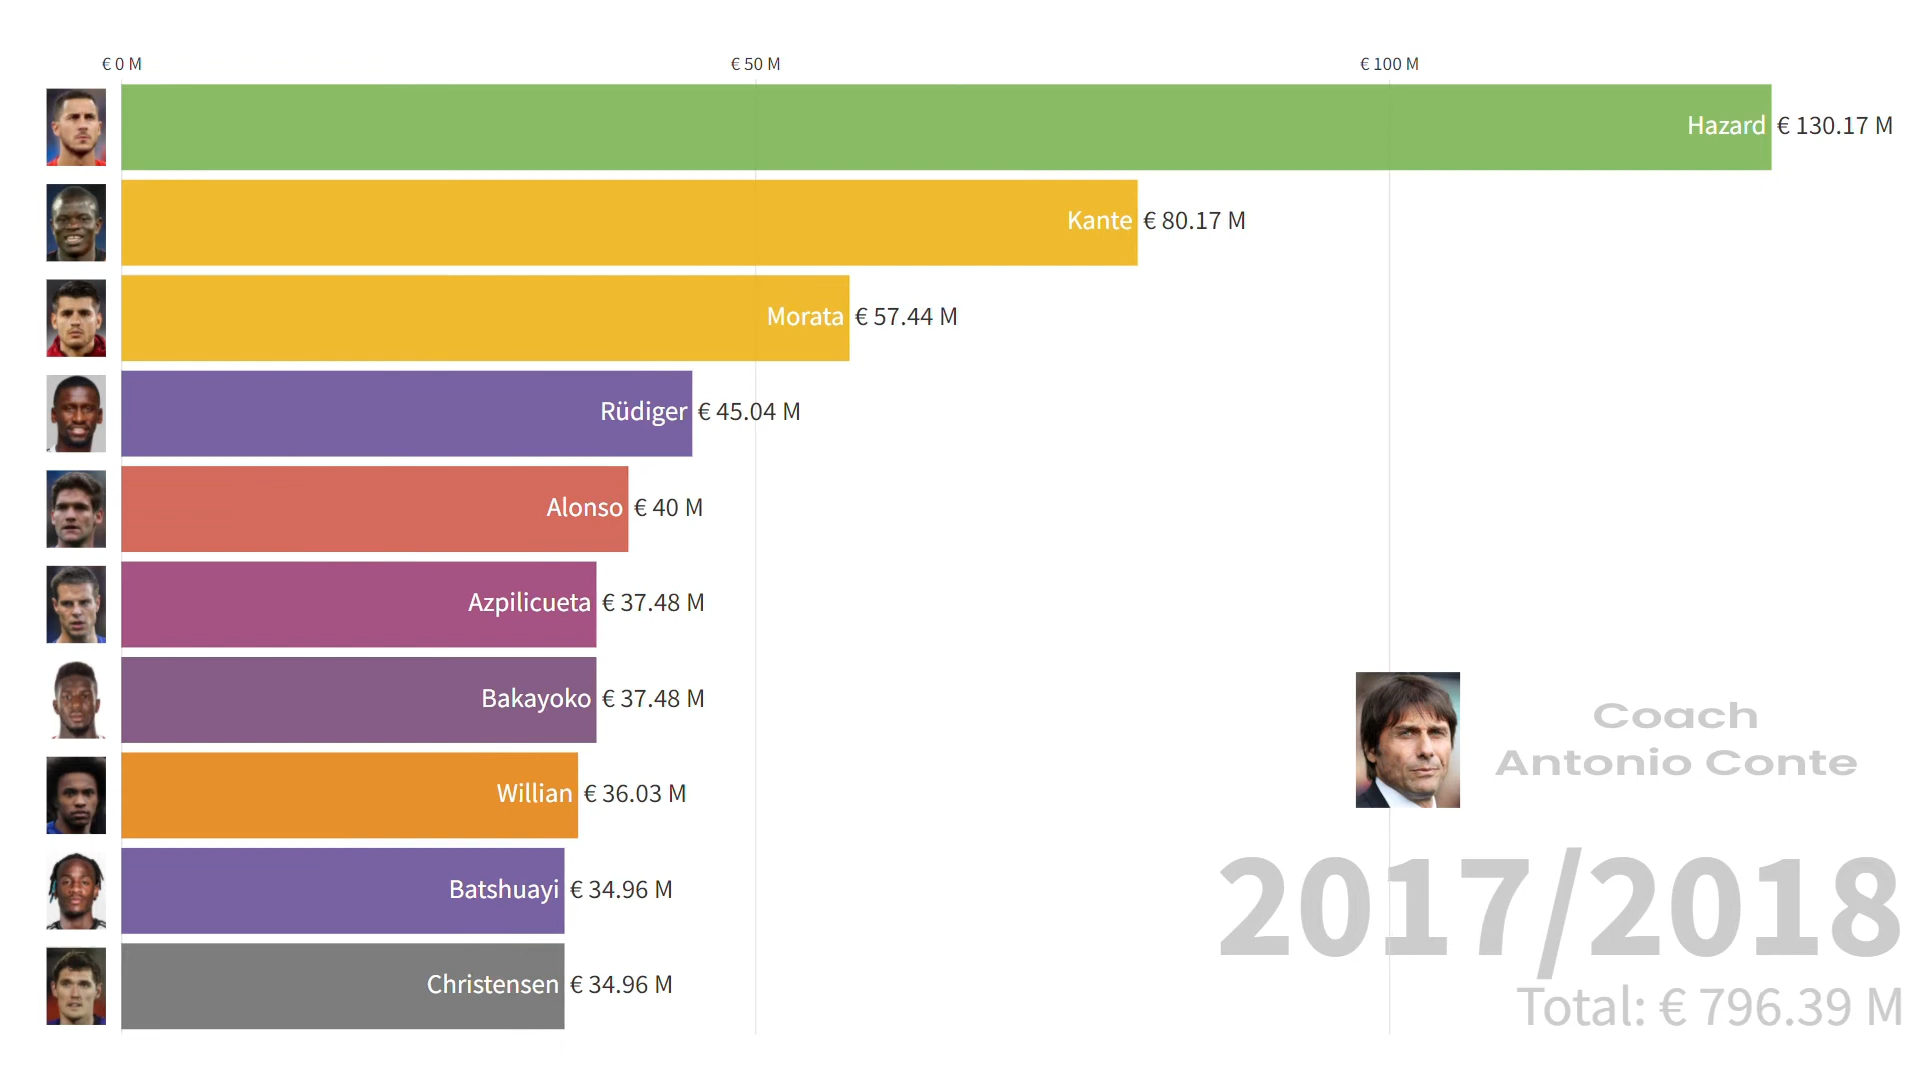 € 0 M € 50 M € 100 M
Hazard € 130.17 M
Kante € 80.17 M
Morata € 57.44 M
Rüdiger € 45.04 M
Alonso € 40 M
Azpilicueta € 37.48 M
Bakayoko € 37.48 M
Willian € 36.03 M
Batshuayi € 34.96 M
Christensen € 34.96 M
Coach
Antonio Conte
2017/2018
Total: € 796.39 M